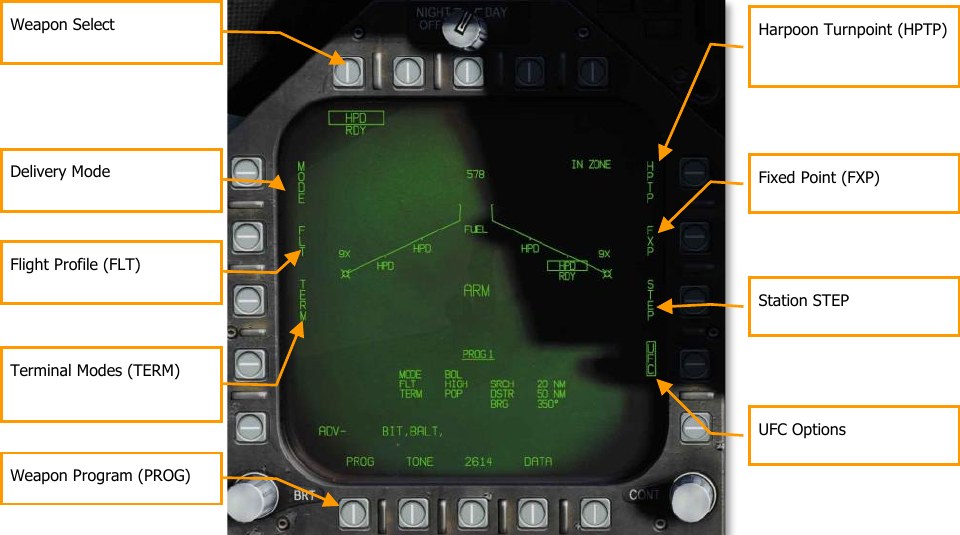 Weapon Select
Delivery Mode
Flight Profile (FLT)
Terminal Modes (TERM)
Weapon Program (PROG)
Harpoon Turnpoint (HPTP)
Fixed Point (FXP)
Station STEP
UFC Options
NIGHT DAY
OFF
HPD
RDY
MODE
FLT
TERM
578
IN ZONE
FUEL
9X HPD HPD 9X
HPD HPD
RDY
ARM
HPTP
FXP
STEP
UFC
PROG1
MODE BOL
FLT HIGH SRCH 20 NM
TERM POP DSTR 50 NM
BRG 350°
ADV- BIT,BALT,
PROG TONE 2614 DATA
BRT CONT